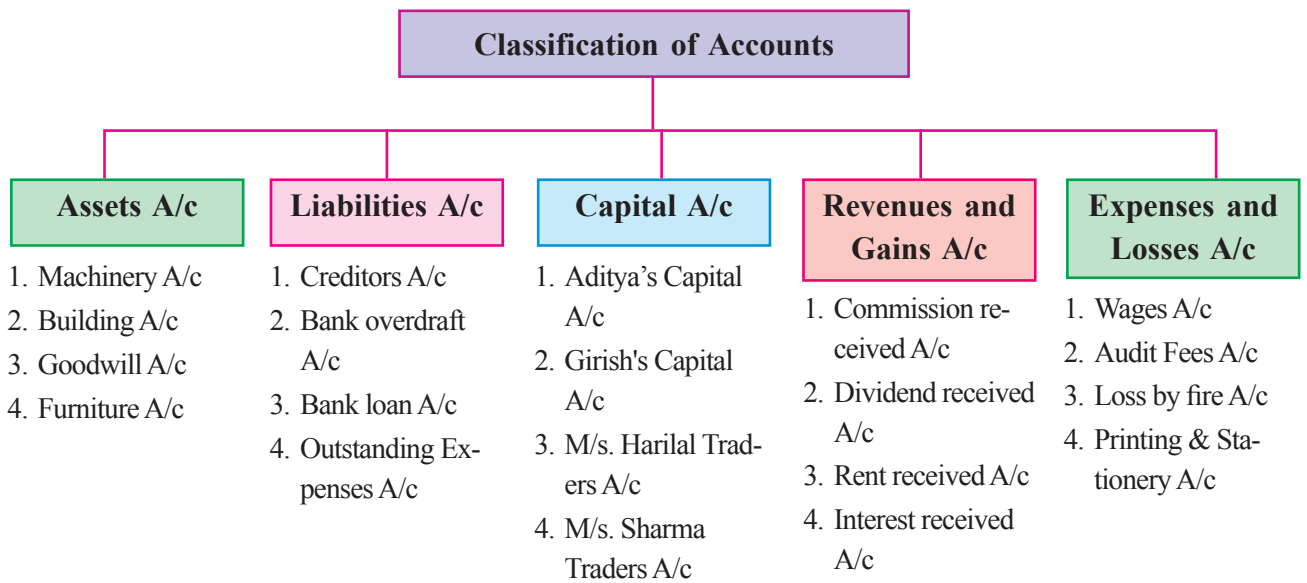 Classification of Accounts
Assets A/c
1. Machinery A/c
2. Building A/c
3. Goodwill A/c
4. Furniture A/c
Liabilities A/c
1. Creditors A/c
2. Bank overdraft
A/c
3. Bank loan A/c
4. Outstanding Ex-
penses A/c
Capital A/c
1. Aditya’s Capital
A/c
2. Girish's Capital
A/c
3. M/s. Harilal Trad-
ers A/c
4. M/s. Sharma
Traders A/c
Revenues and
Gains A/c
1. Commission re-
ceived A/c
2. Dividend received
A/c
3. Rent received A/c
4. Interest received
A/c
Expenses and
Losses A/c
1. Wages A/c
2. Audit Fees A/c
3. Loss by fire A/c
4. Printing & Sta-
tionery A/c